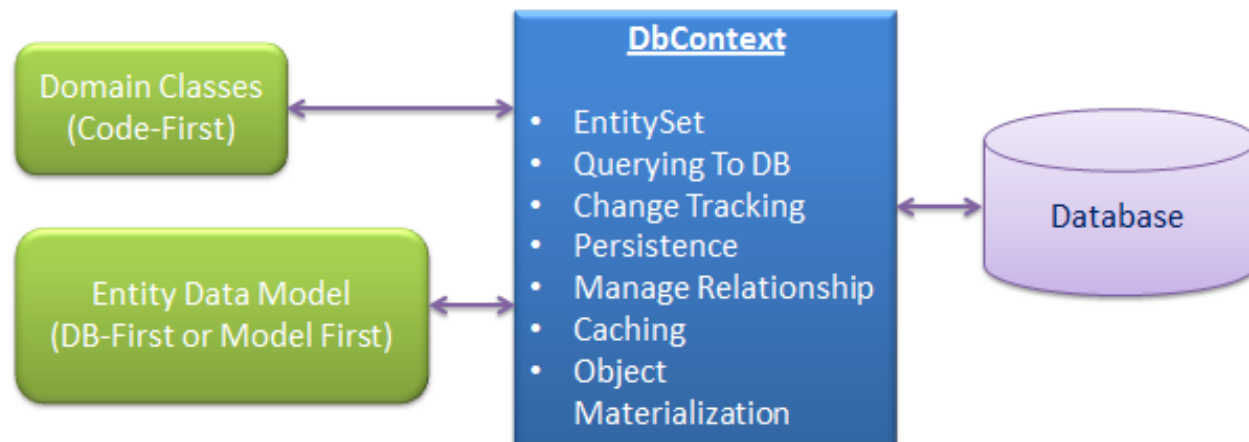 Domain Classes
(Code-First)
Entity Data Model
(DB-First or Model First)
DbContext
• EntitySet
• Querying To DB
• Change Tracking
• Persistence
• Manage Relationship
• Caching
• Object
Materialization
Database